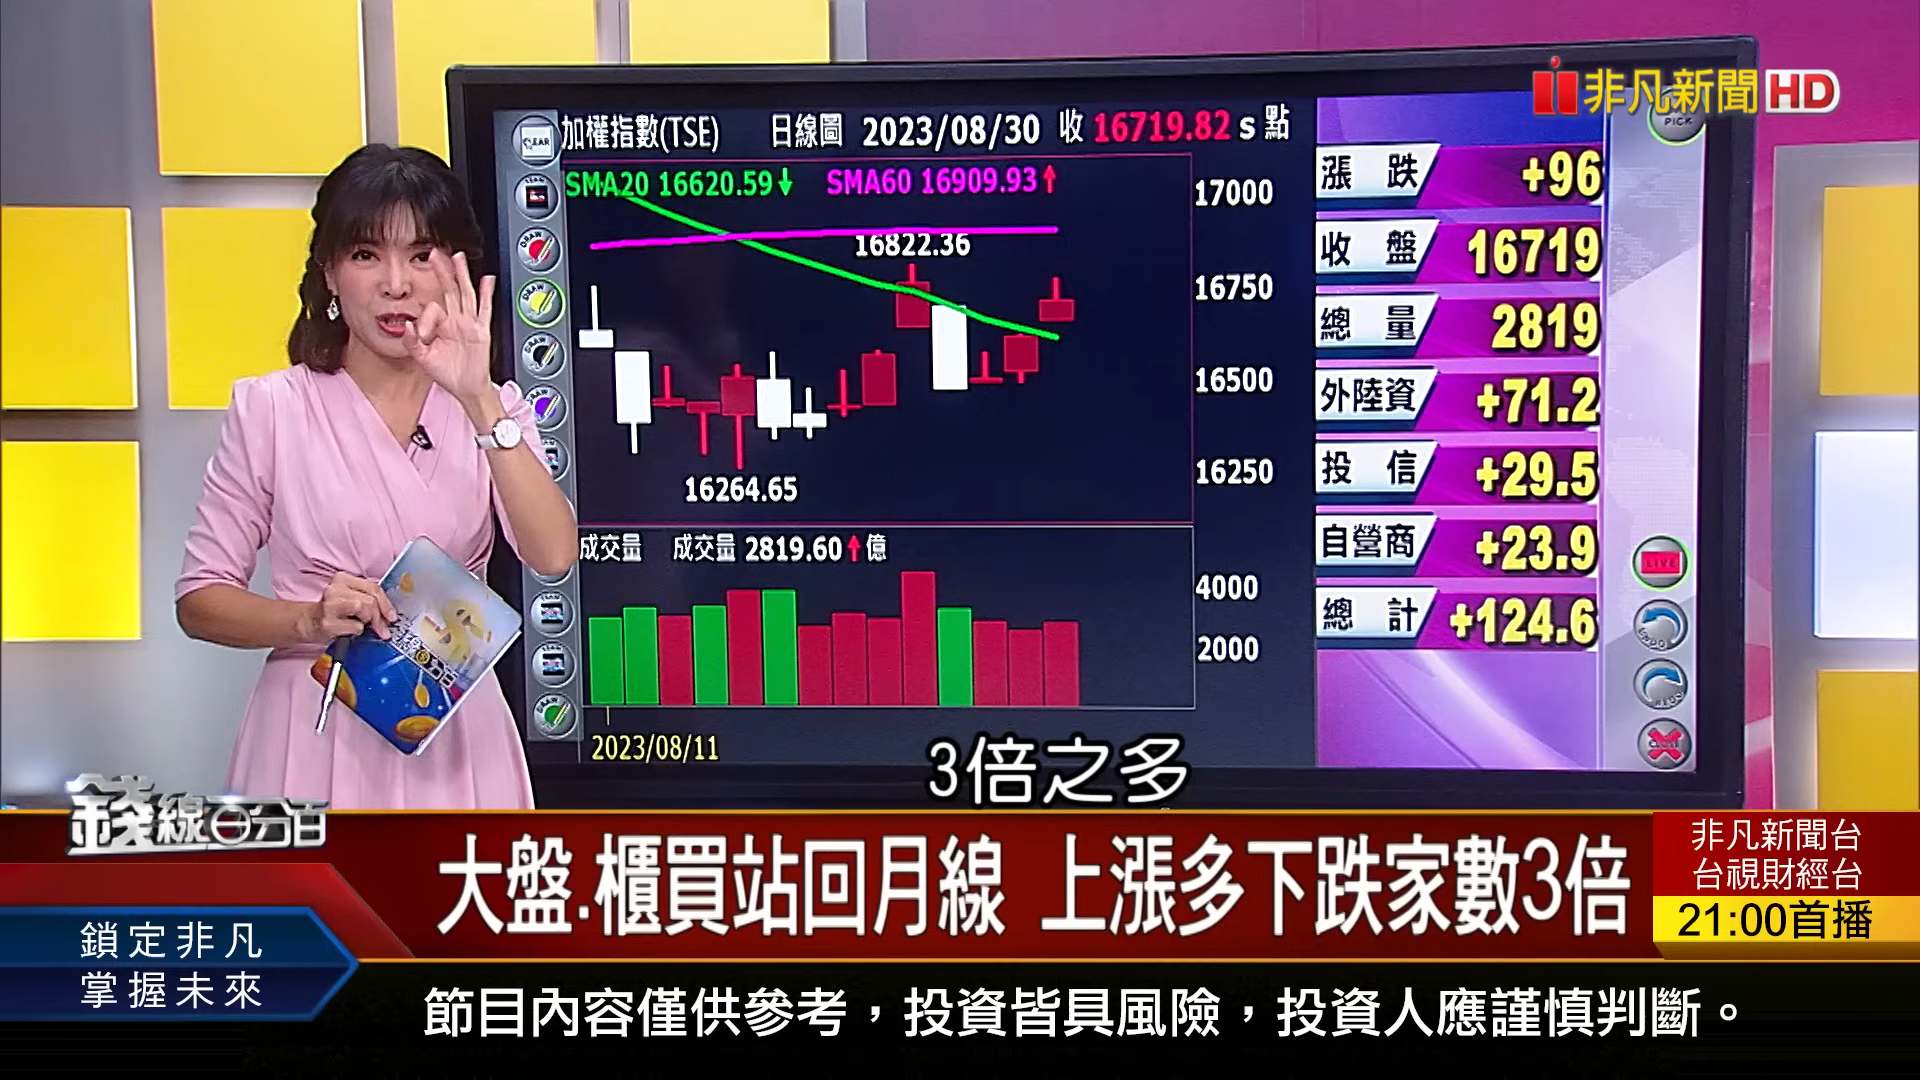 非凡新聞HD
PICK
CLEAR
加權指數(TSE) 日線圖 2023/08/30 收 16719.82 s 點
SMA20 16620.59↓ SMA60 16909.93↑
17000
16822.36
16750
16500
16250
16264.65
成交量 成交量 2819.60↑億
4000
2000
2023/08/11
漲跌 +96
收盤 16719
總量 2819
外陸資 +71.2
投信 +29.5
自營商 +23.9
總計 +124.6
LIVE
3倍之多
錢線百分百
大盤.櫃買站回月線 上漲多下跌家數3倍
非凡新聞台
台視財經台
21:00首播
鎖定非凡
掌握未來
節目內容僅供參考，投資皆具風險，投資人應謹慎判斷。